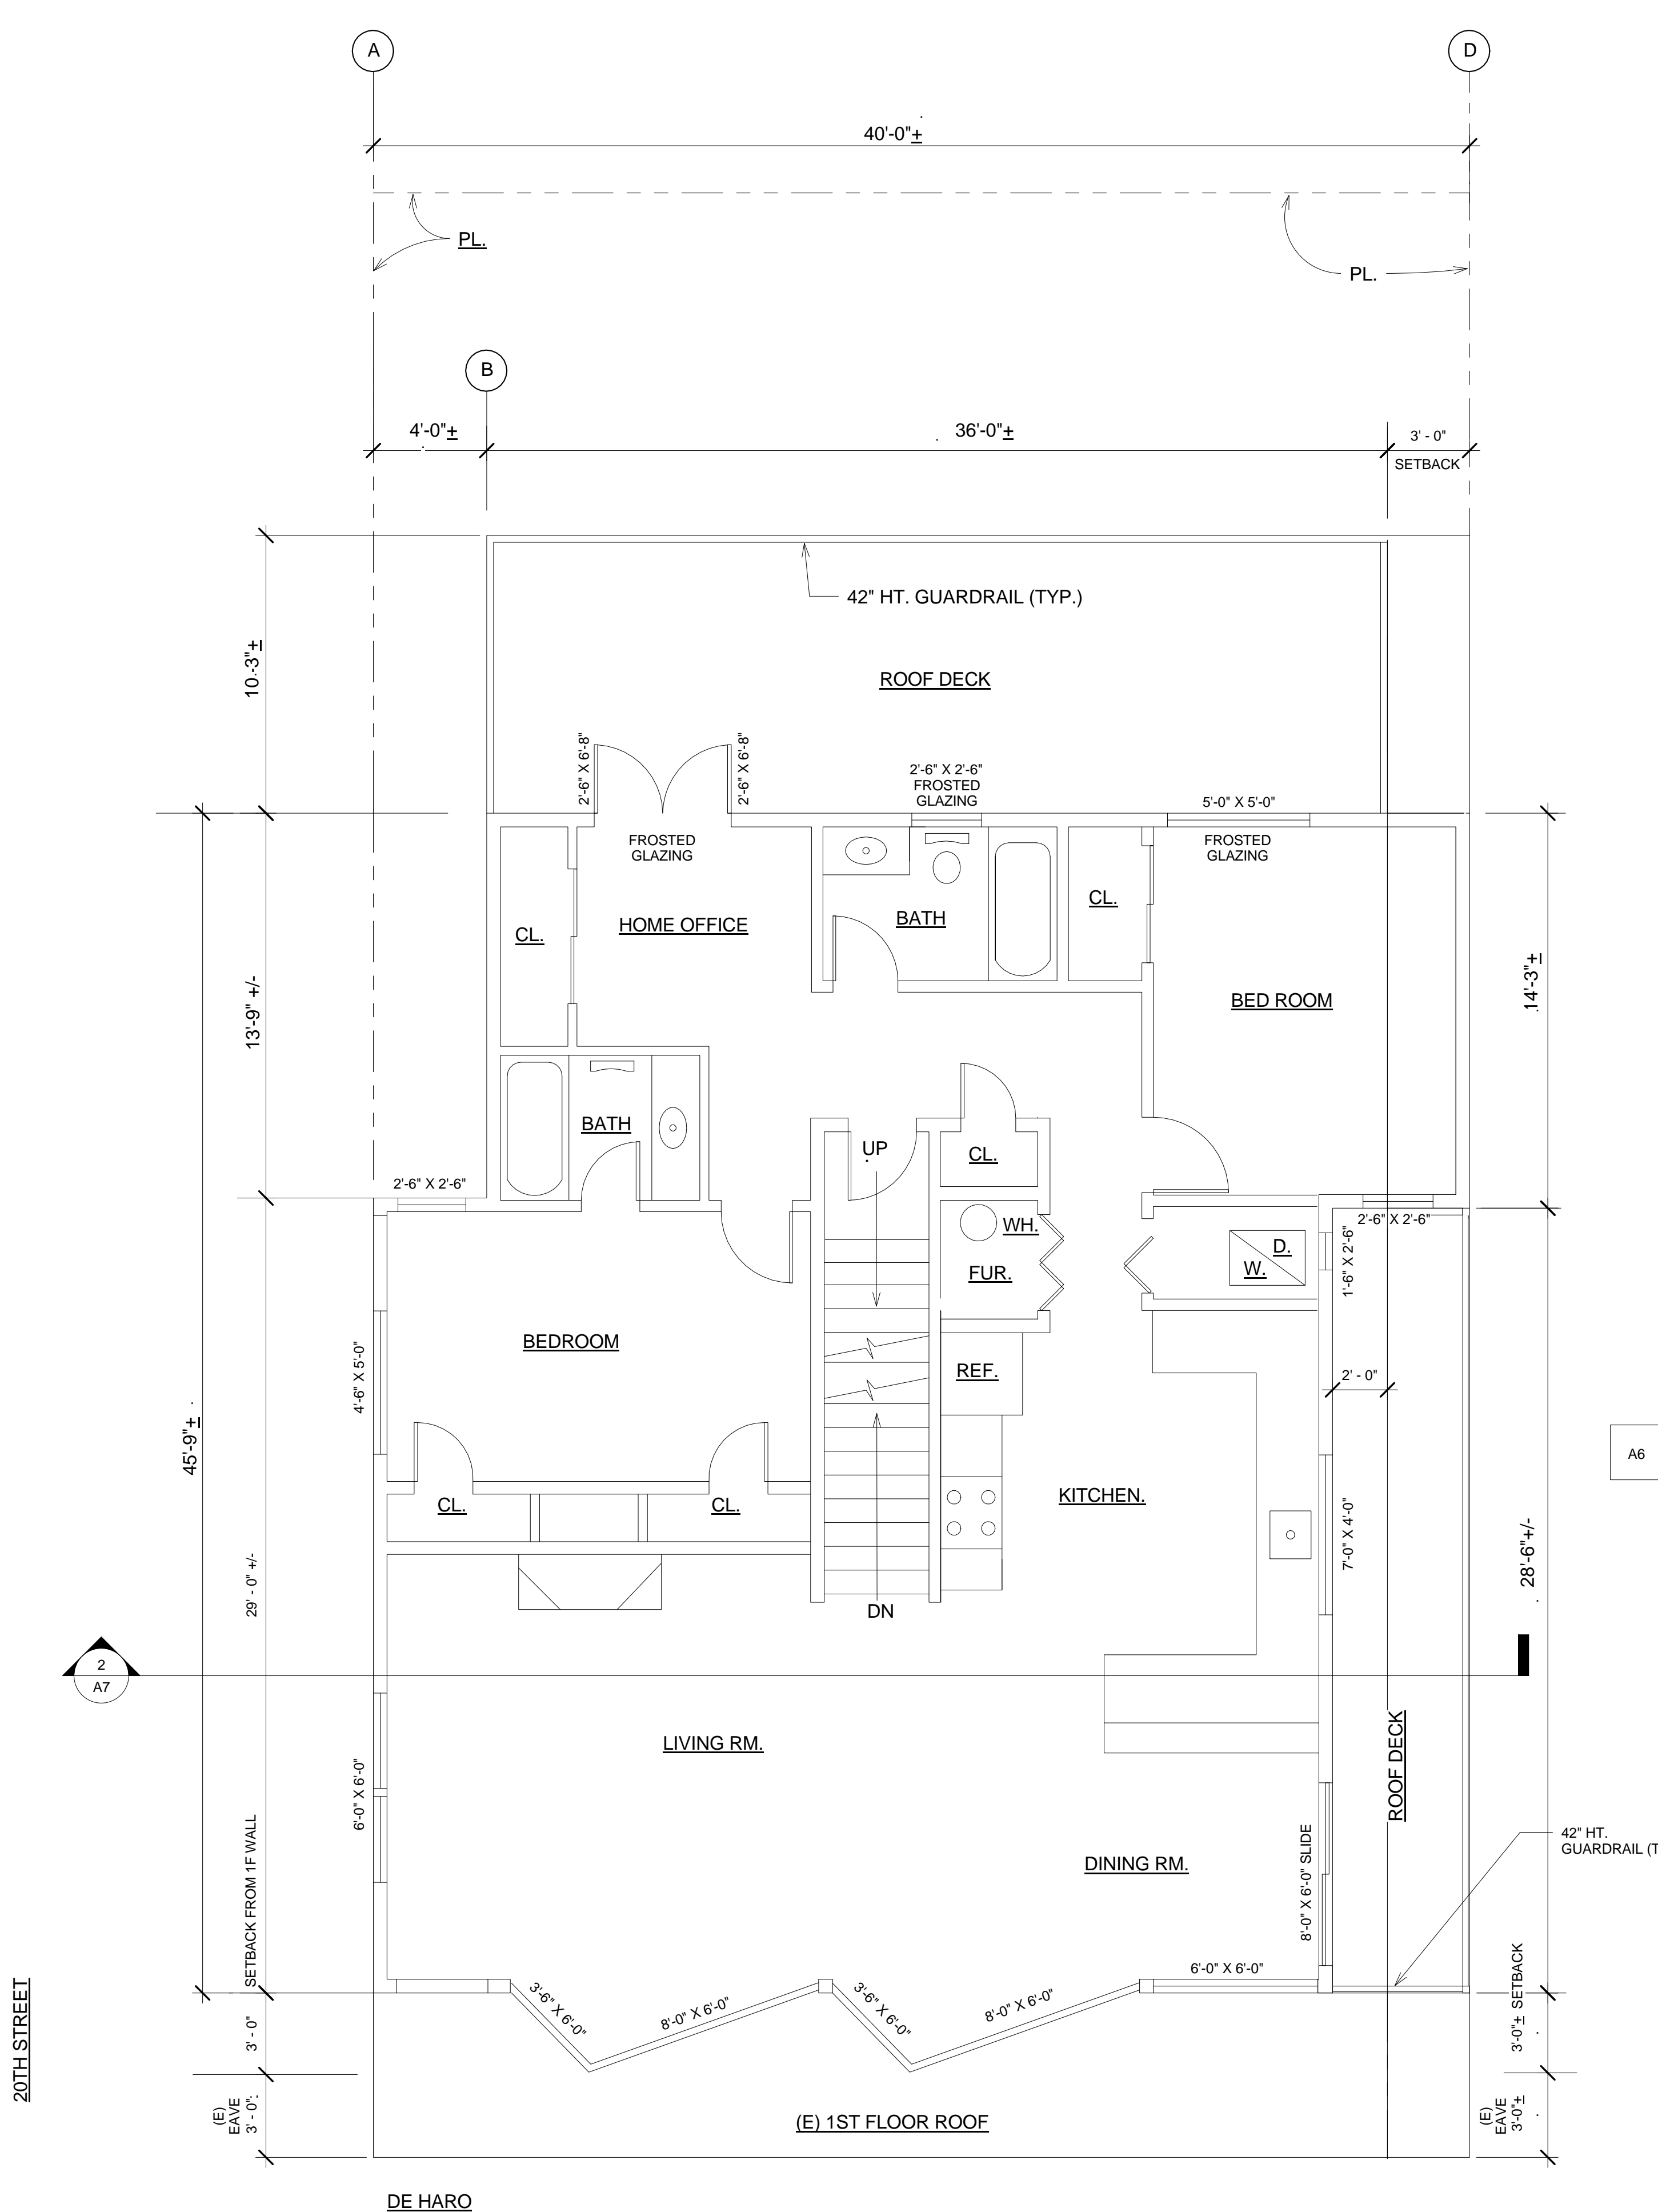 A
D
40'-0"±
PL.
PL.
B
4'-0"±
36'-0"±
3' - 0"
SETBACK
10.-3"±
42" HT. GUARDRAIL (TYP.)
ROOF DECK
2'-6" X 6'-8"
2'-6" X 6'-8"
2'-6" X 2'-6"
FROSTED
GLAZING
5'-0" X 5'-0"
FROSTED
GLAZING
FROSTED
GLAZING
CL.
HOME OFFICE
BATH
CL.
BED ROOM
13'-9" +/-
14'-3"±
BATH
UP
CL.
2'-6" X 2'-6"
WH.
FUR.
D.
W.
2'-6" X 2'-6"
1'-6" X 2'-6"
BEDROOM
4'-6" X 5'-0"
REF.
2' - 0"
45'-9"±
A6
KITCHEN.
CL.
CL.
7'-0" X 4'-0"
29' - 0" +/-
28'-6"+/-
DN
2
A7
LIVING RM.
ROOF DECK
6'-0" X 6'-0"
42" HT.
GUARDRAIL (T
DINING RM.
8'-0" X 6'-0" SLIDE
SETBACK FROM 1F WALL
6'-0" X 6'-0"
3'-6" X 6'-0"
8'-0" X 6'-0"
3'-6" X 6'-0"
8'-0" X 6'-0"
3' - 0"
3'-0"± SETBACK
20TH STREET
(E)
EAVE
3' - 0"
(E) 1ST FLOOR ROOF
(E)
EAVE
3'-0"±
DE HARO